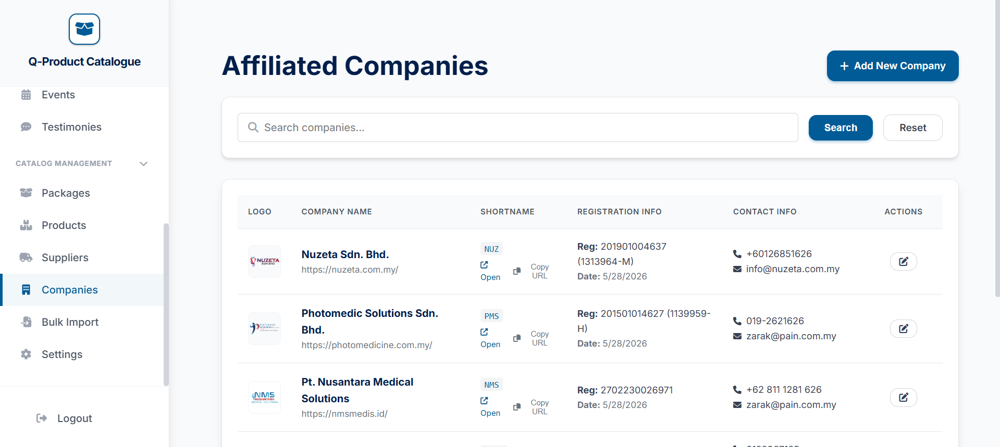 Q-Product Catalogue
Events
Testimonies
CATALOG MANAGEMENT
Packages
Products
Suppliers
Companies
Bulk Import
Settings
Logout
Affiliated Companies
Add New Company
Search companies...
Search
Reset
LOGO COMPANY NAME SHORTNAME REGISTRATION INFO CONTACT INFO ACTIONS
NUZETA
SDN BHD
Nuzeta Sdn. Bhd.
https://nuzeta.com.my/
NUZ
Open
Copy
URL
Reg: 201901004637
(1313964-M)
Date: 5/28/2026
+60126851626
info@nuzeta.com.my
PHOTOMEDIC
SOLUTIONS
Photomedic Solutions Sdn.
Bhd.
https://photomedicine.com.my/
PMS
Open
Copy
URL
Reg: 201501014627 (1139959-
H)
Date: 5/28/2026
019-2621626
zarak@pain.com.my
NMS
NUSANTARA
MEDICAL SOLUTIONS
Pt. Nusantara Medical
Solutions
https://nmsmedis.id/
NMS
Open
Copy
URL
Reg: 2702230026971
Date: 5/28/2026
+62 811 1281 626
zarak@pain.com.my